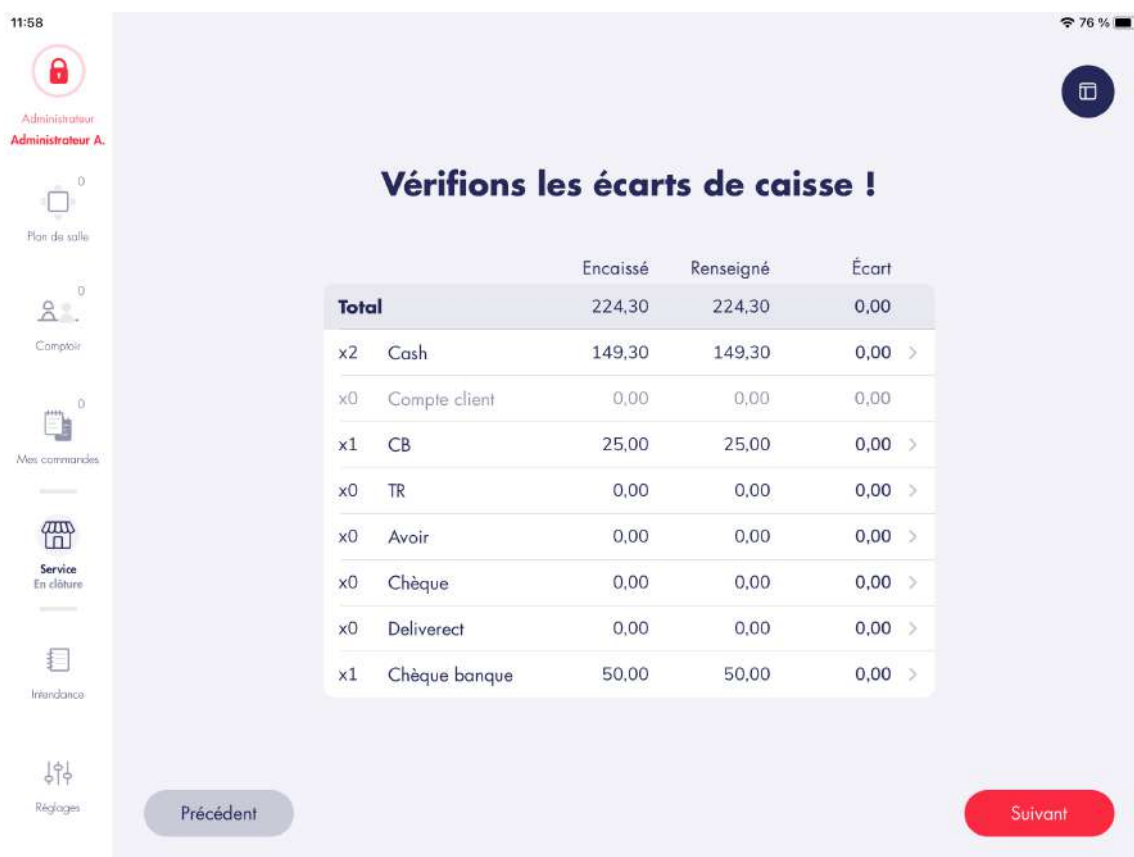 11:58
76 %
Administrateur
Administrateur A.
0
Plan de salle
0
Comptoir
0
Mes commandes
Service
En clôture
Intendance
Réglages
Vérifions les écarts de caisse !
Encaissé Renseigné Écart
Total 224,30 224,30 0,00
x2 Cash 149,30 149,30 0,00
x0 Compte client 0,00 0,00 0,00
x1 CB 25,00 25,00 0,00
x0 TR 0,00 0,00 0,00
x0 Avoir 0,00 0,00 0,00
x0 Chèque 0,00 0,00 0,00
x0 Deliverect 0,00 0,00 0,00
x1 Chèque banque 50,00 50,00 0,00
Précédent
Suivant